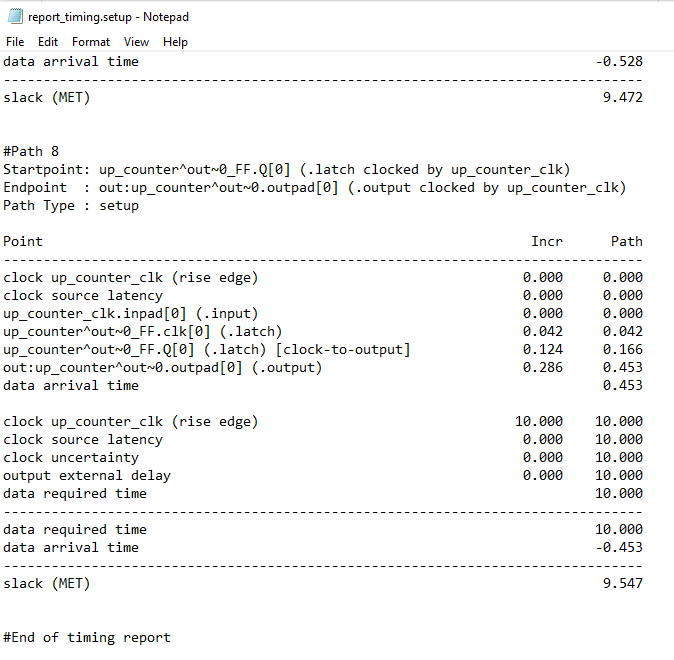 report_timing.setup - Notepad
File Edit Format View Help
data arrival time -0.528
--------------------------------------------------------------------------------
slack (MET) 9.472
#Path 8
Startpoint: up_counter^out~0_FF.Q[0] (.latch clocked by up_counter_clk)
Endpoint  : out:up_counter^out~0.outpad[0] (.output clocked by up_counter_clk)
Path Type : setup
Point Incr Path
--------------------------------------------------------------------------------
clock up_counter_clk (rise edge) 0.000 0.000
clock source latency 0.000 0.000
up_counter_clk.inpad[0] (.input) 0.000 0.000
up_counter^out~0_FF.clk[0] (.latch) 0.042 0.042
up_counter^out~0_FF.Q[0] (.latch) [clock-to-output] 0.124 0.166
out:up_counter^out~0.outpad[0] (.output) 0.286 0.453
data arrival time 0.453
clock up_counter_clk (rise edge) 10.000 10.000
clock source latency 0.000 10.000
clock uncertainty 0.000 10.000
output external delay 0.000 10.000
data required time 10.000
--------------------------------------------------------------------------------
data required time 10.000
data arrival time -0.453
--------------------------------------------------------------------------------
slack (MET) 9.547
#End of timing report